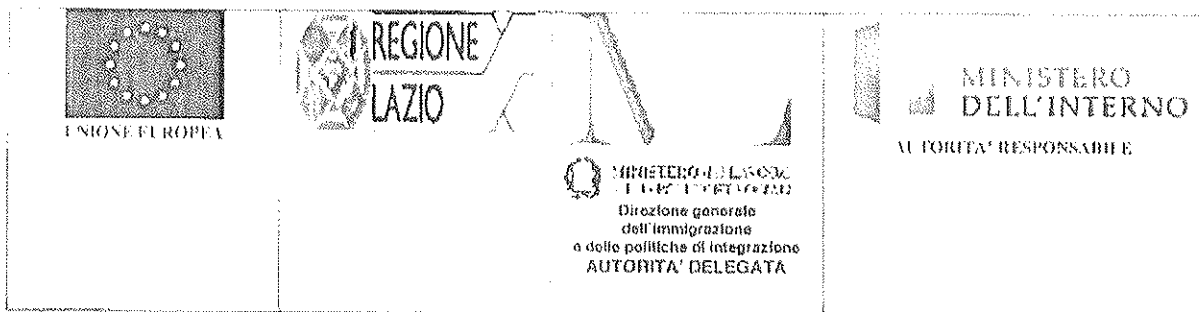 UNIONE EUROPEA
REGIONE
LAZIO
MINISTERO
Direzione generale
dell'immigrazione
e delle politiche di integrazione
AUTORITA' DELEGATA
MINISTERO
DELL'INTERNO
AUTORITA' RESPONSABILE